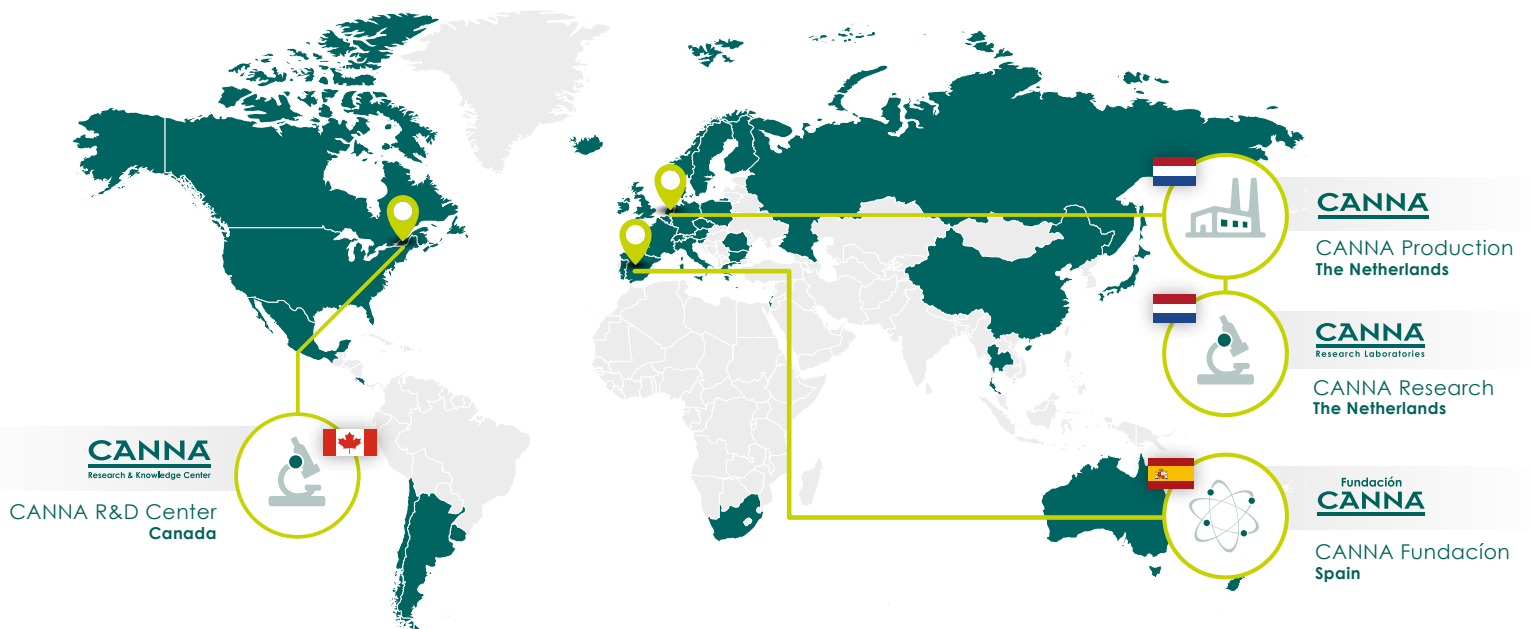 CANNA
CANNA Production
The Netherlands
CANNA
Research Laboratories
CANNA Research
The Netherlands
CANNA
Research & Knowledge Center
CANNA R&D Center
Canada
Fundación
CANNA
CANNA Fundacíon
Spain